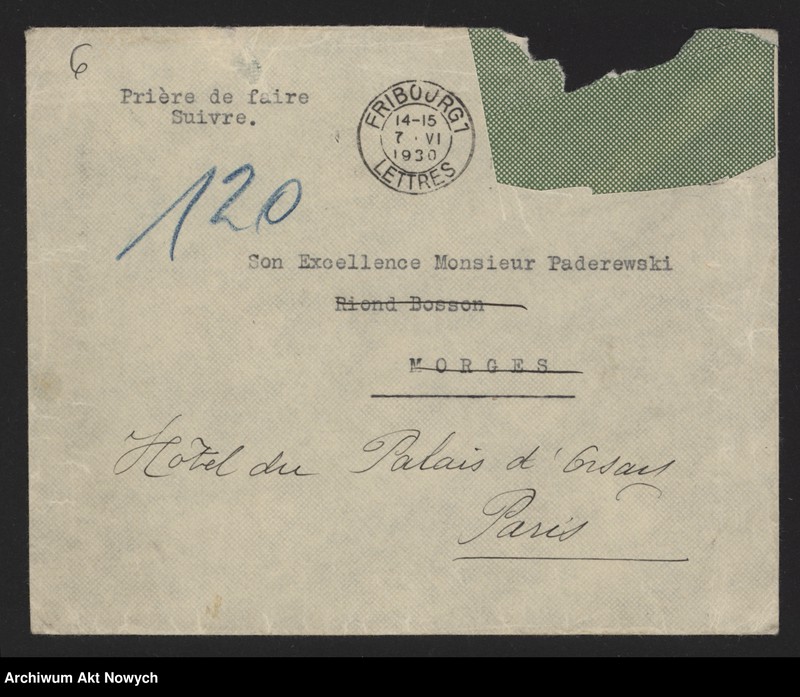 6
Prière de faire
Suivre.
FRIBOURG 1
14-15
7 · VI
1930
LETTRES
120
Son Excellence Monsieur Paderewski
Riond Bosson
MORGES
Hôtel du Palais d'Orsay
Paris
Archiwum Akt Nowych